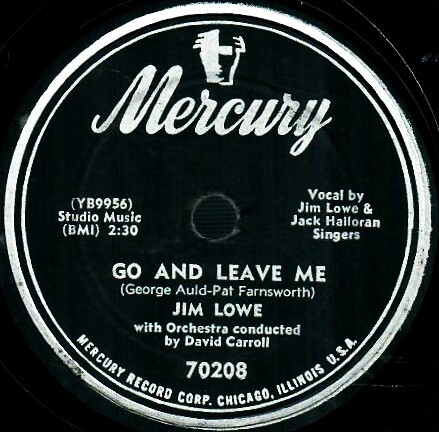 Mercury
(YB9956)
Studio Music
(BMI) 2:30
Vocal by
Jim Lowe &
Jack Halloran
Singers
GO AND LEAVE ME
(George Auld-Pat Farnsworth)
JIM LOWE
with Orchestra conducted
by David Carroll
70208
MERCURY RECORD CORP. CHICAGO, ILLINOIS U.S.A.